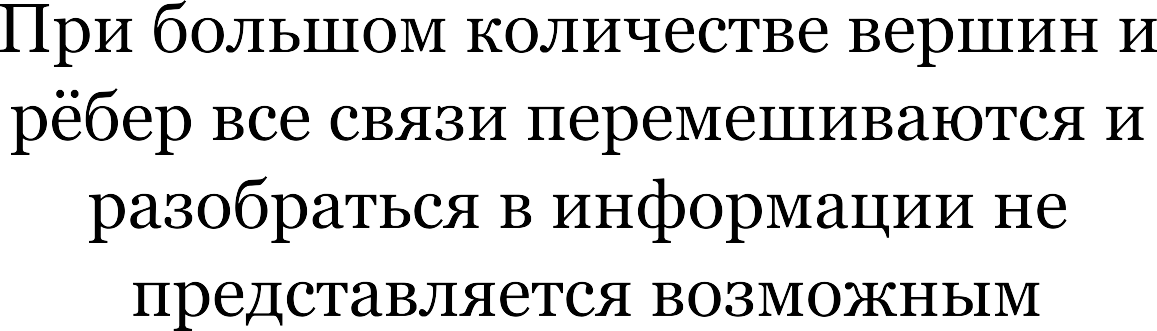 При большом количестве вершин и
рёбер все связи перемешиваются и
разобраться в информации не
представляется возможным